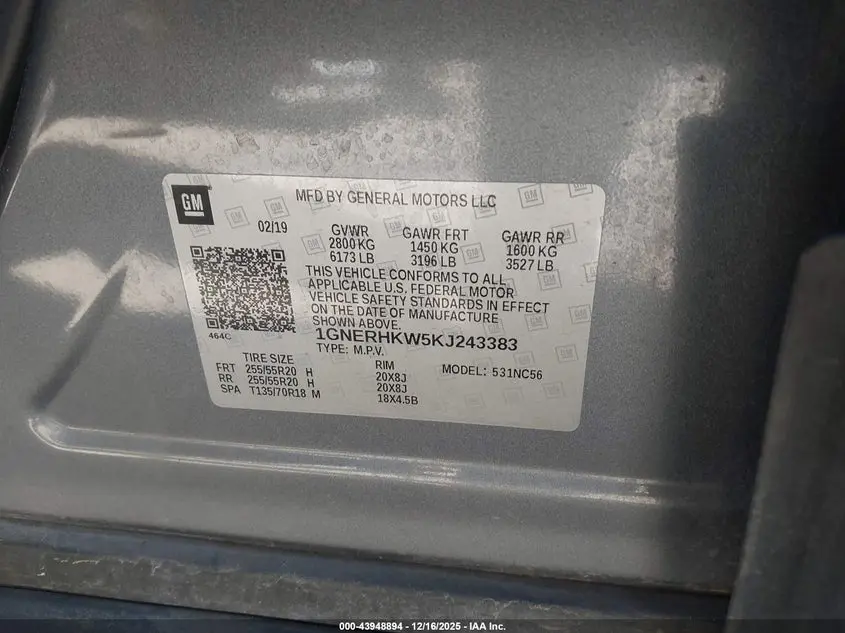 GM
MFD BY GENERAL MOTORS LLC
02/19
GVWR GAWR FRT GAWR RR
2800 KG 1450 KG 1600 KG
6173 LB 3196 LB 3527 LB
THIS VEHICLE CONFORMS TO ALL
APPLICABLE U.S. FEDERAL MOTOR
VEHICLE SAFETY STANDARDS IN EFFECT
ON THE DATE OF MANUFACTURE
SHOWN ABOVE.
464C
1GNERHKW5KJ243383
TYPE: M.P.V.
TIRE SIZE RIM MODEL: 531NC56
FRT 255/55R20 H 20X8J
RR 255/55R20 H 20X8J
SPA T135/70R18 M 18X4.5B
000-43948894 — 12/16/2025 — IAA Inc.